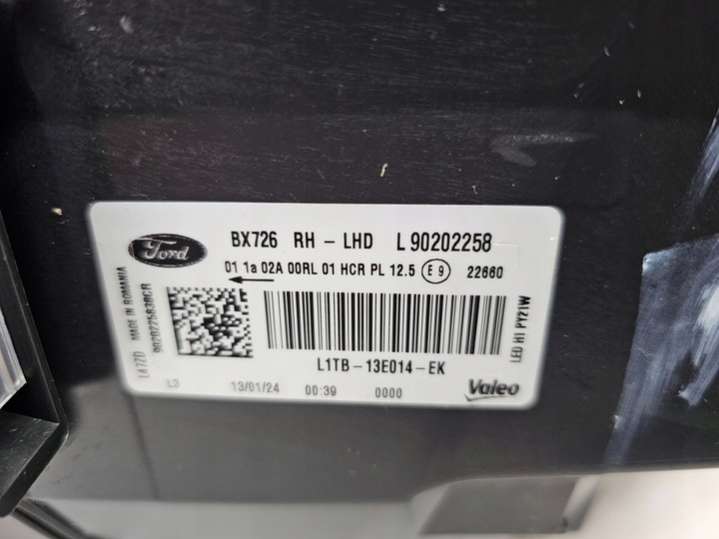 Ford
BX726 RH - LHD L 90202258
01 1a 02A 00RL 01 HCR PL 12.5 E9 22660
MADE IN ROMANIA
LED H1 PY21W
L1TB-13E014-EK
L3 13/01/24 00:39 0000
Valeo